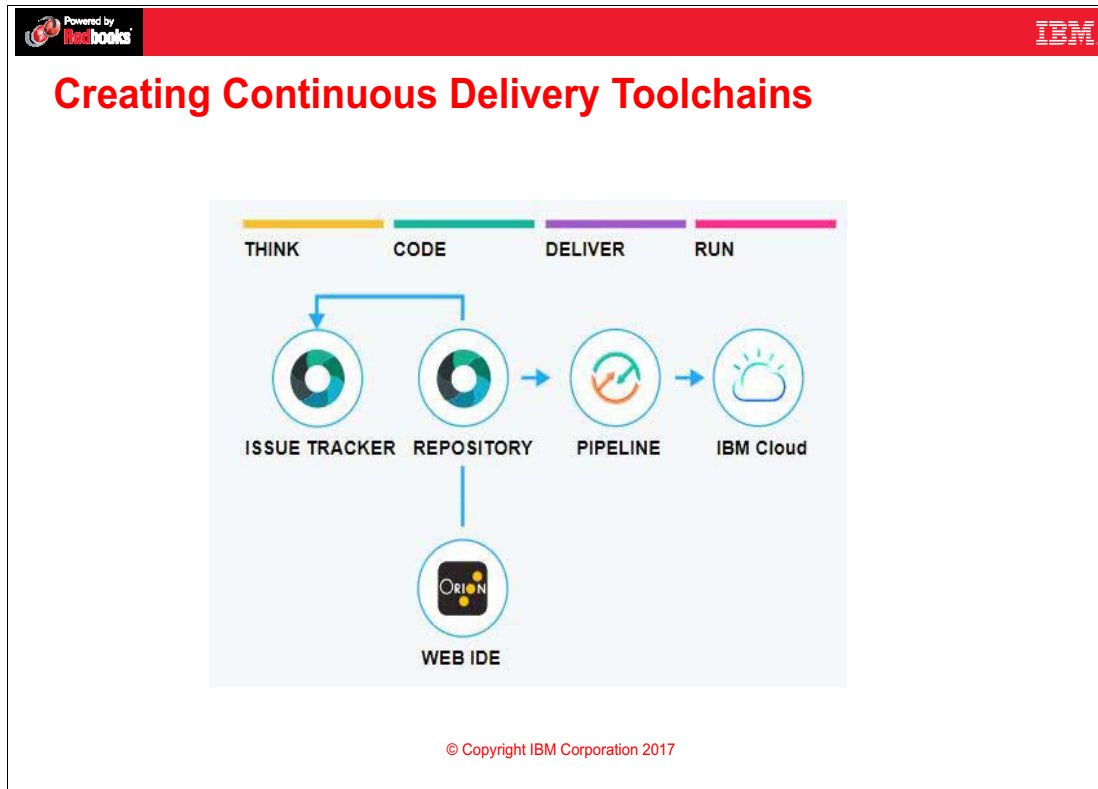 Powered by
Redbooks
IBM
Creating Continuous Delivery Toolchains
THINK CODE DELIVER RUN
ISSUE TRACKER REPOSITORY PIPELINE IBM Cloud
ORION
WEB IDE
© Copyright IBM Corporation 2017